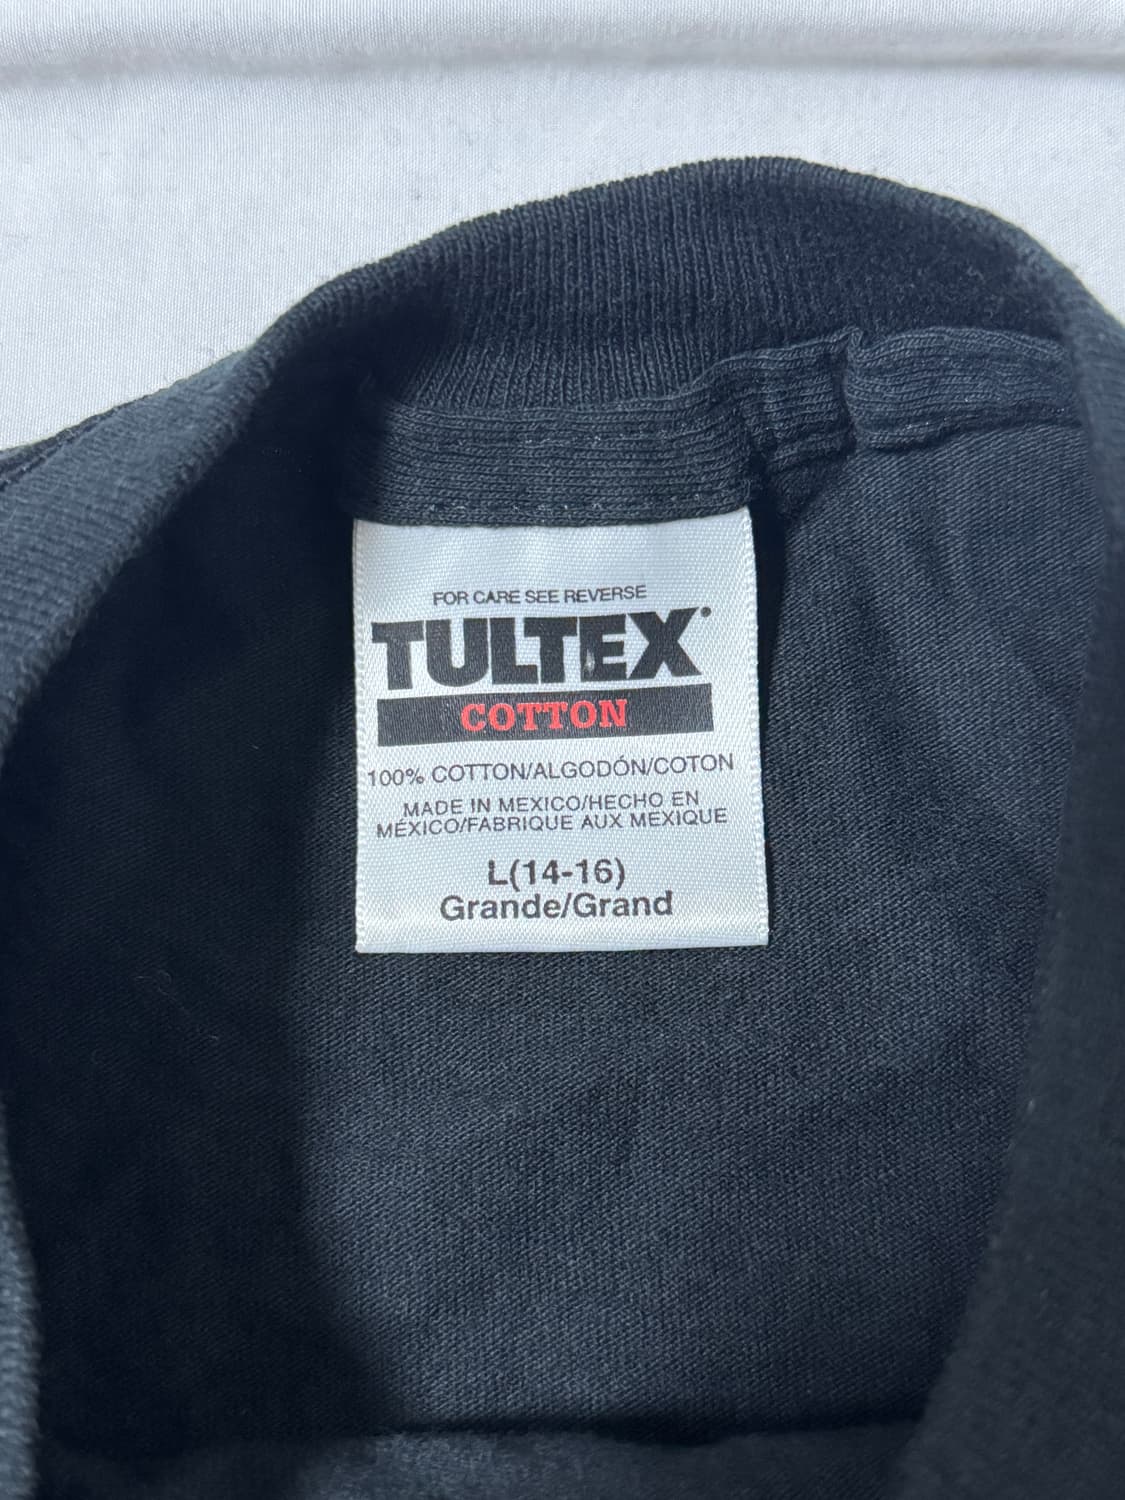 FOR CARE SEE REVERSE
TULTEX®
COTTON
100% COTTON/ALGODÓN/COTON
MADE IN MEXICO/HECHO EN
MÉXICO/FABRIQUE AUX MEXIQUE
L(14-16)
Grande/Grand